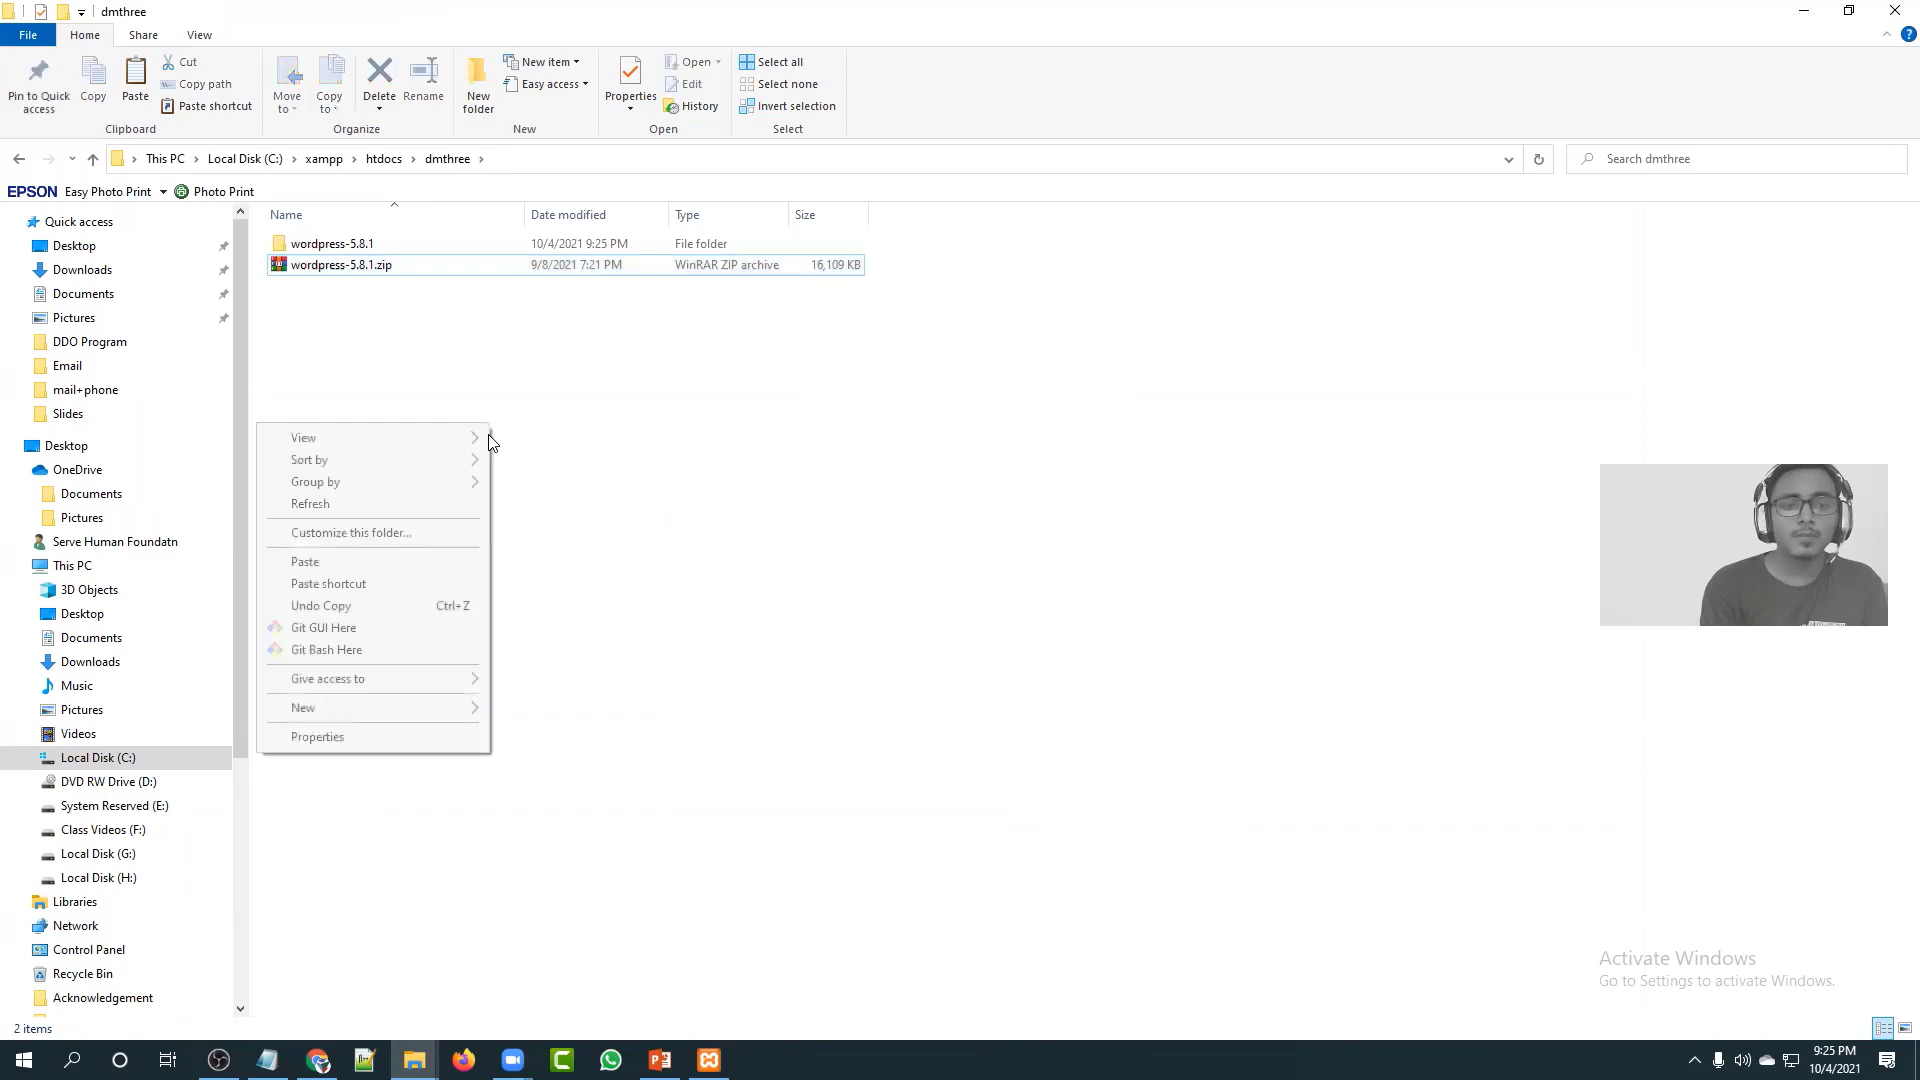 dmthree
File Home Share View
Pin to Quick access
Copy
Paste
Cut
Copy path
Paste shortcut
Clipboard
Move to
Copy to
Delete
Rename
Organize
New folder
New item
Easy access
New
Properties
Open
Edit
History
Open
Select all
Select none
Invert selection
Select
This PC > Local Disk (C:) > xampp > htdocs > dmthree >
Search dmthree
EPSON Easy Photo Print Photo Print
Name Date modified Type Size
wordpress-5.8.1 10/4/2021 9:25 PM File folder
wordpress-5.8.1.zip 9/8/2021 7:21 PM WinRAR ZIP archive 16,109 KB
Quick access
Desktop
Downloads
Documents
Pictures
DDO Program
Email
mail+phone
Slides
Desktop
OneDrive
Documents
Pictures
Serve Human Foundatn
This PC
3D Objects
Desktop
Documents
Downloads
Music
Pictures
Videos
Local Disk (C:)
DVD RW Drive (D:)
System Reserved (E:)
Class Videos (F:)
Local Disk (G:)
Local Disk (H:)
Libraries
Network
Control Panel
Recycle Bin
Acknowledgement
View
Sort by
Group by
Refresh
Customize this folder...
Paste
Paste shortcut
Undo Copy Ctrl+Z
Git GUI Here
Git Bash Here
Give access to
New
Properties
Activate Windows
Go to Settings to activate Windows.
2 items
9:25 PM
10/4/2021